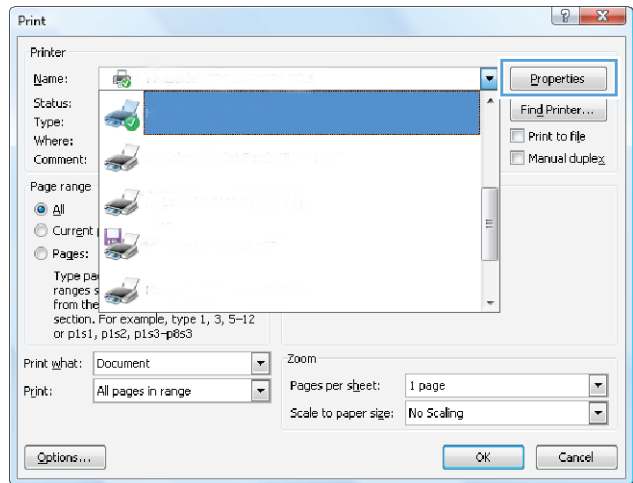 Print
Printer
Name:
Properties
Status:
Find Printer...
Type:
Where:
Print to file
Comment:
Manual duplex
Page range
All
Current
Pages:
Type
ranges
from the
section. For example, type 1, 3, 5–12
or p1s1, p1s2, p1s3–p8s3
Print what: Document
Print: All pages in range
Zoom
Pages per sheet: 1 page
Scale to paper size: No Scaling
Options...
OK
Cancel